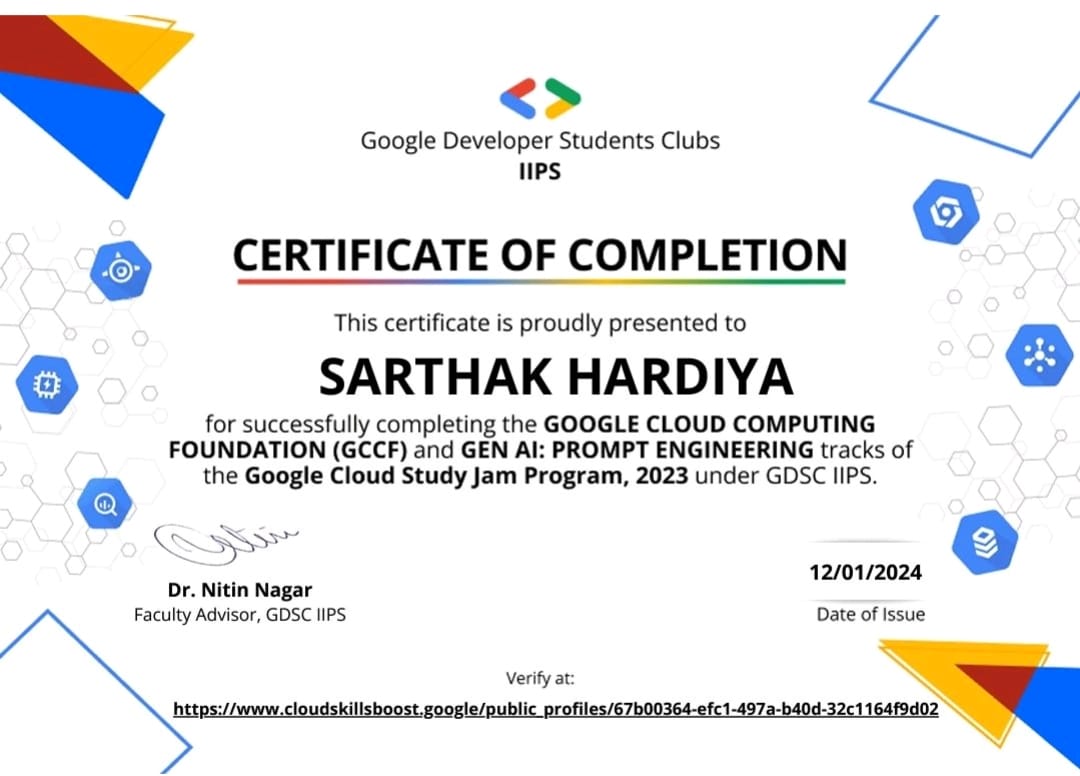 Google Developer Students Clubs
IIPS
CERTIFICATE OF COMPLETION
This certificate is proudly presented to
SARTHAK HARDIYA
for successfully completing the GOOGLE CLOUD COMPUTING
FOUNDATION (GCCF) and GEN AI: PROMPT ENGINEERING tracks of
the Google Cloud Study Jam Program, 2023 under GDSC IIPS.
Nitin
Dr. Nitin Nagar
Faculty Advisor, GDSC IIPS
12/01/2024
Date of Issue
Verify at:
https://www.cloudskillsboost.google/public_profiles/67b00364-efc1-497a-b40d-32c1164f9d02